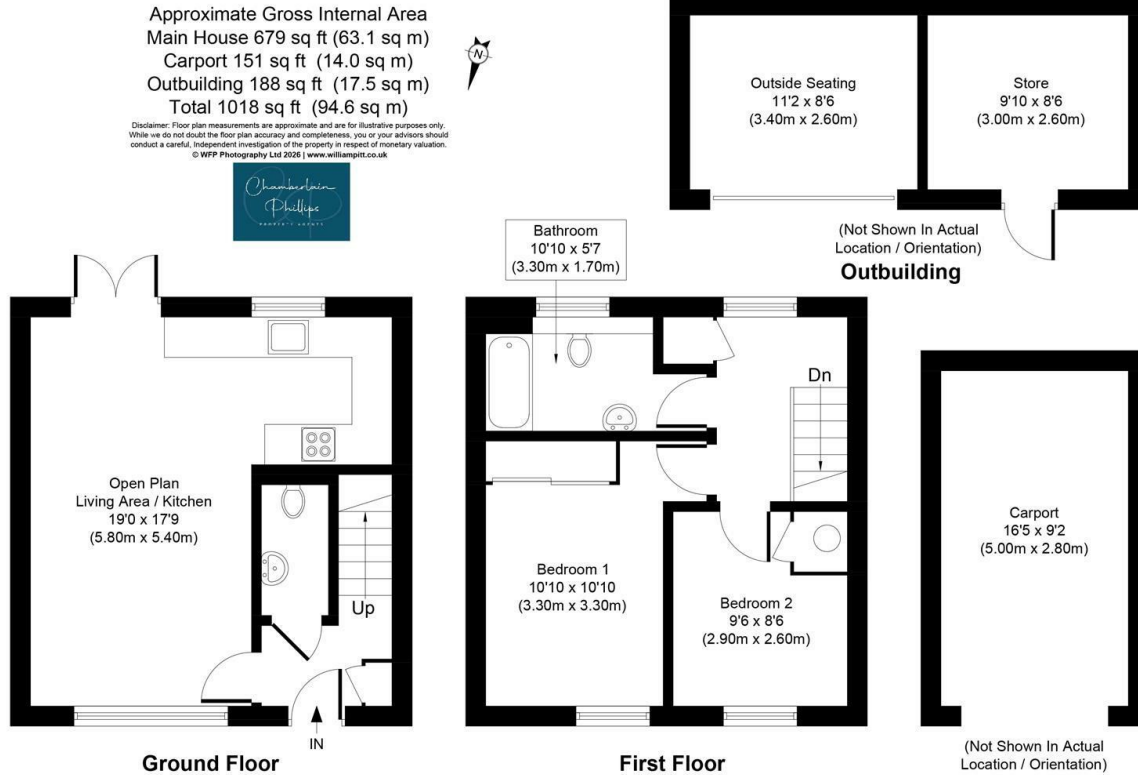 Approximate Gross Internal Area
Main House 679 sq ft (63.1 sq m)
Carport 151 sq ft (14.0 sq m)
Outbuilding 188 sq ft (17.5 sq m)
Total 1018 sq ft (94.6 sq m)
Disclaimer: Floor plan measurements are approximate and are for illustrative purposes only.
While we do not doubt the floor plan accuracy and completeness, you or your advisors should
conduct a careful, Independent investigation of the property in respect of monetary valuation.
© WFP Photography Ltd 2026 | www.williampitt.co.uk
N
Chamberlain
Phillips
PROPERTY AGENTS
Outside Seating
11'2 x 8'6
(3.40m x 2.60m)
Store
9'10 x 8'6
(3.00m x 2.60m)
(Not Shown In Actual
Location / Orientation)
Outbuilding
Open Plan
Living Area / Kitchen
19'0 x 17'9
(5.80m x 5.40m)
Up
IN
Ground Floor
Bathroom
10'10 x 5'7
(3.30m x 1.70m)
Dn
Bedroom 1
10'10 x 10'10
(3.30m x 3.30m)
Bedroom 2
9'6 x 8'6
(2.90m x 2.60m)
First Floor
Carport
16'5 x 9'2
(5.00m x 2.80m)
(Not Shown In Actual
Location / Orientation)